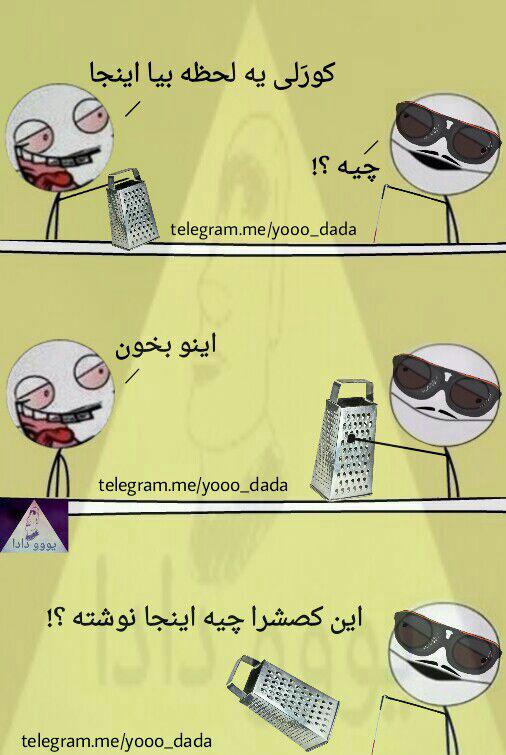 کورَلی یه لحظه بیا اینجا
چیه ؟!
telegram.me/yooo_dada
اینو بخون
telegram.me/yooo_dada
یووو دادا
این کصشرا چیه اینجا نوشته ؟!
telegram.me/yooo_dada